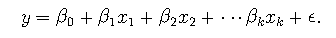 y = β₀ + β₁x₁ + β₂x₂ + ⋯ βₖxₖ + ϵ.